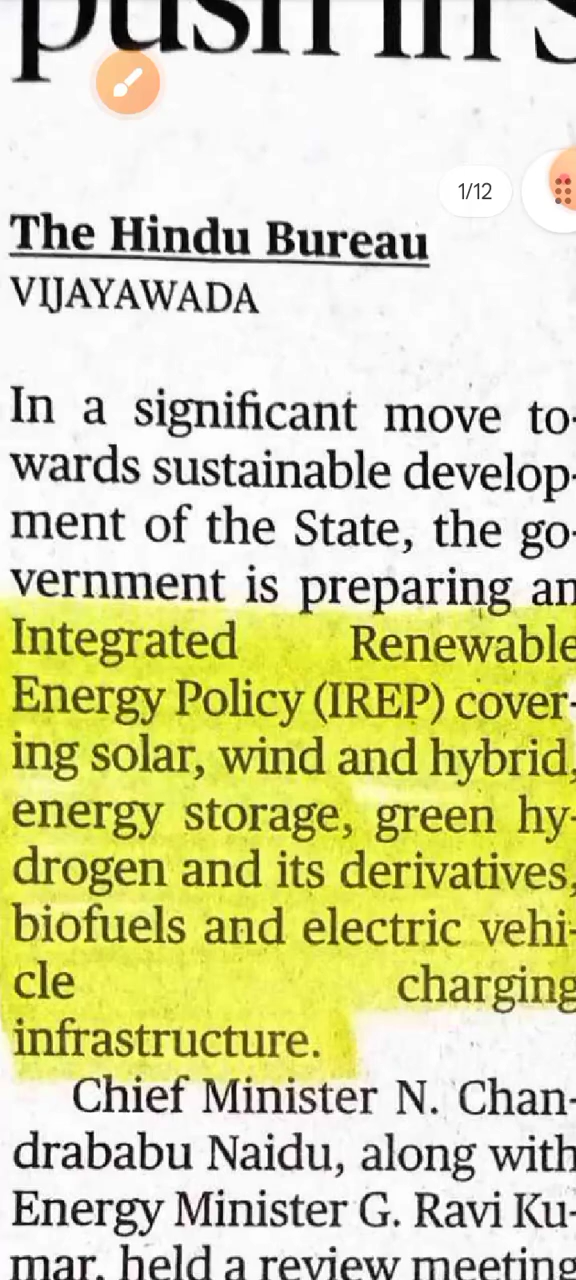 push in S
1/12
The Hindu Bureau
VIJAYAWADA
In a significant move to-
wards sustainable develop-
ment of the State, the go-
vernment is preparing an
Integrated Renewable
Energy Policy (IREP) cover-
ing solar, wind and hybrid,
energy storage, green hy-
drogen and its derivatives,
biofuels and electric vehi-
cle charging
infrastructure.
Chief Minister N. Chan-
drababu Naidu, along with
Energy Minister G. Ravi Ku-
mar, held a review meeting